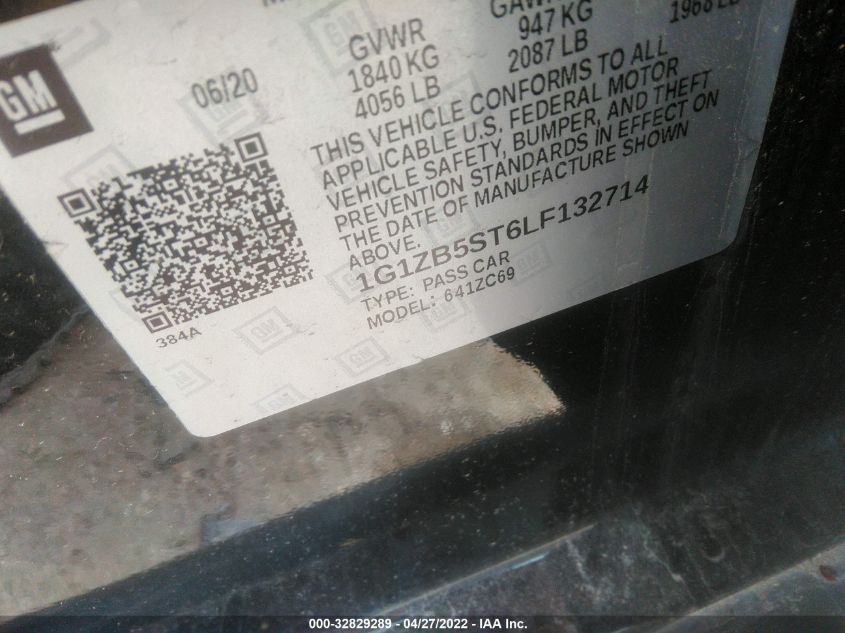 GM
06/20
GVWR
1840 KG
4056 LB
947 KG
2087 LB
THIS VEHICLE CONFORMS TO ALL
APPLICABLE U.S. FEDERAL MOTOR
VEHICLE SAFETY, BUMPER, AND THEFT
PREVENTION STANDARDS IN EFFECT ON
THE DATE OF MANUFACTURE SHOWN
ABOVE.
1G1ZB5ST6LF132714
TYPE: PASS CAR
MODEL: 641ZC69
384A
000-32829289 - 04/27/2022 - IAA Inc.